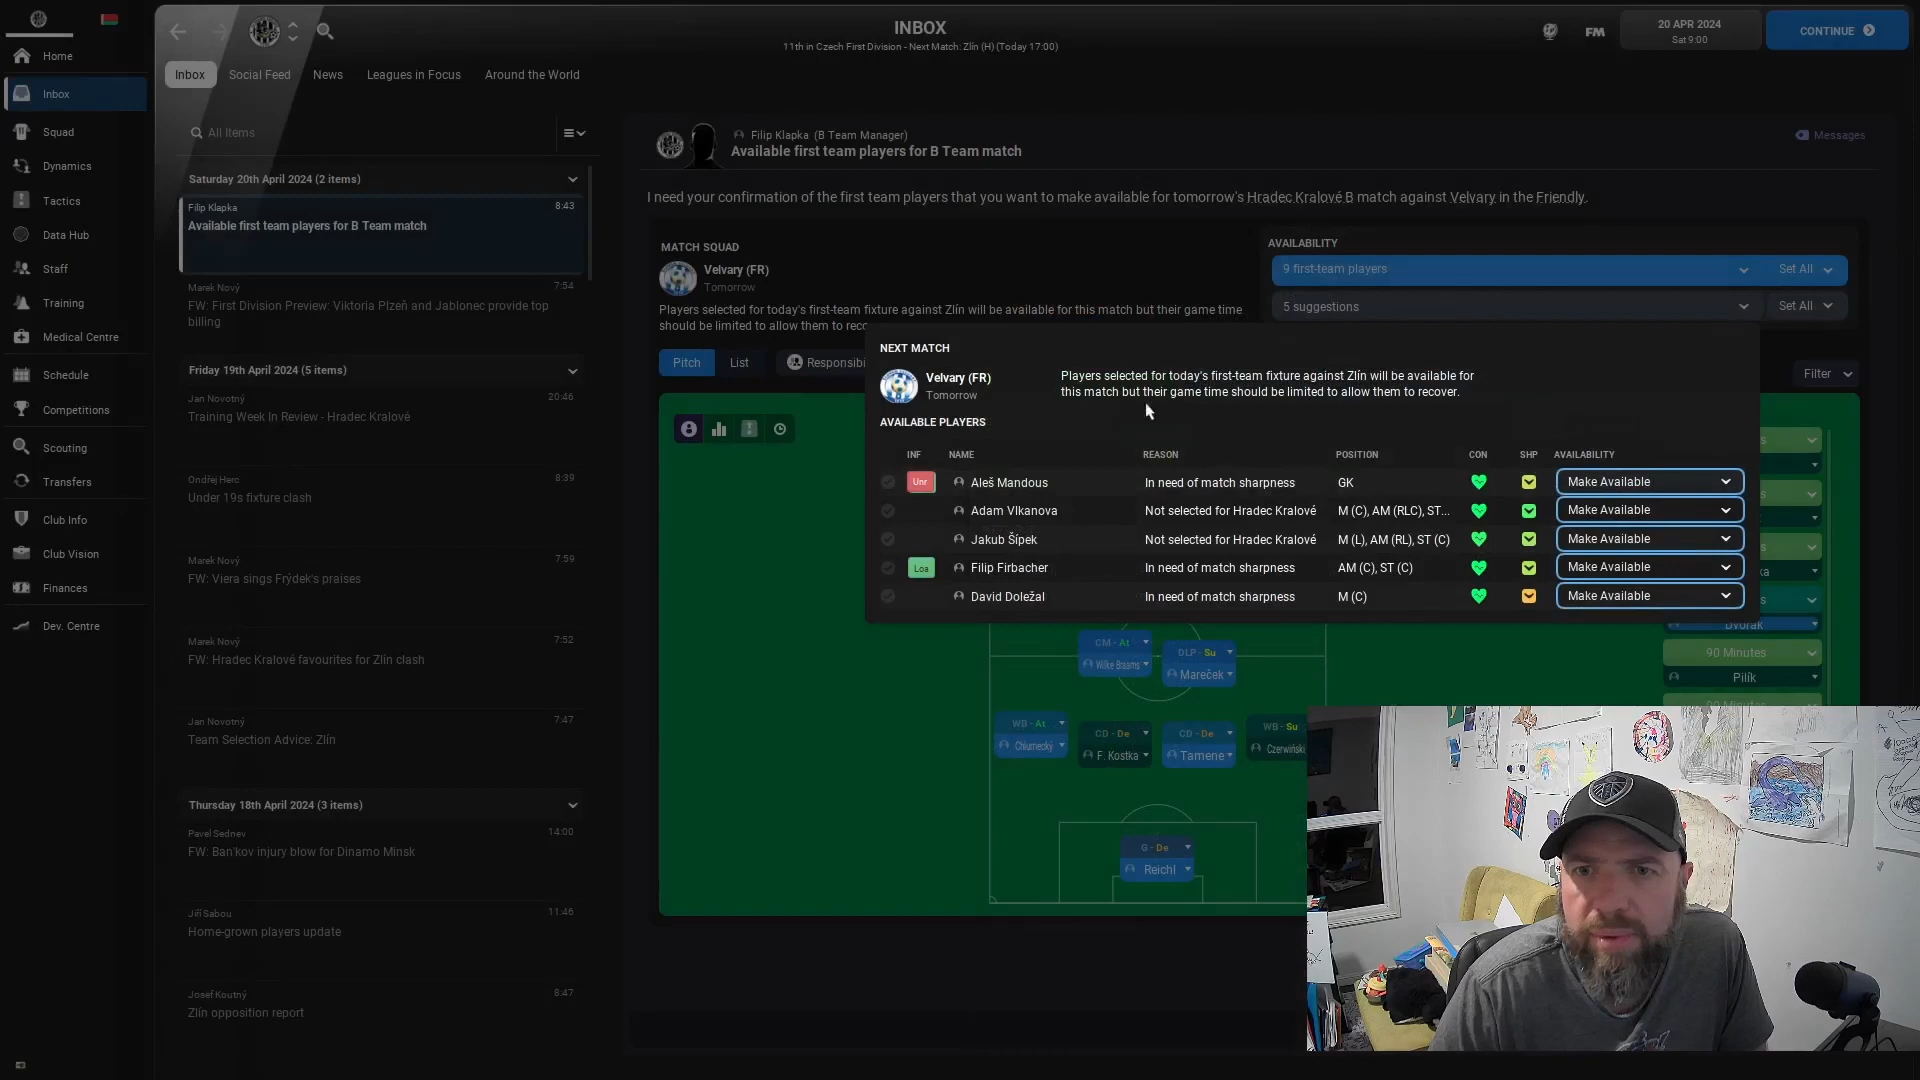 INBOX
11th in Czech First Division - Next Match: Zlín (H) (Today 17:00)
FM
20 APR 2024
Sat 9:00
CONTINUE
Home
Inbox
Squad
Dynamics
Tactics
Data Hub
Staff
Training
Medical Centre
Schedule
Competitions
Scouting
Transfers
Club Info
Club Vision
Finances
Dev. Centre
Inbox
Social Feed
News
Leagues in Focus
Around the World
All Items
Saturday 20th April 2024 (2 items)
Filip Klapka 8:43
Available first team players for B Team match
Marek Nový 7:54
FW: First Division Preview: Viktoria Plzeň and Jablonec provide top
billing
Friday 19th April 2024 (5 items)
Jan Novotný 20:46
Training Week In Review - Hradec Kralové
Ondřej Herc 8:39
Under 19s fixture clash
Marek Nový 7:59
FW: Viera sings Frýdek's praises
Marek Nový 7:52
FW: Hradec Kralové favourites for Zlín clash
Jan Novotný 7:47
Team Selection Advice: Zlín
Thursday 18th April 2024 (3 items)
Pavel Sednev 14:00
FW: Ban'kov injury blow for Dinamo Minsk
Jiří Sabou 11:46
Home-grown players update
Josef Koutný 8:47
Zlín opposition report
Filip Klapka (B Team Manager)
Available first team players for B Team match
Messages
I need your confirmation of the first team players that you want to make available for tomorrow's Hradec Kralové B match against Velvary in the Friendly.
MATCH SQUAD
Velvary (FR)
Tomorrow
Players selected for today's first-team fixture against Zlín will be available for this match but their game time
should be limited to allow them to reco
AVAILABILITY
9 first-team players Set All
5 suggestions Set All
Pitch
List
Responsibi
Filter
NEXT MATCH
Velvary (FR)
Tomorrow
Players selected for today's first-team fixture against Zlín will be available for
this match but their game time should be limited to allow them to recover.
AVAILABLE PLAYERS
INF NAME REASON POSITION CON SHP AVAILABILITY
Unr Aleš Mandous In need of match sharpness GK Make Available
Adam Vlkanova Not selected for Hradec Kralové M (C), AM (RLC), ST... Make Available
Jakub Šípek Not selected for Hradec Kralové M (L), AM (RL), ST (C) Make Available
Loa Filip Firbacher In need of match sharpness AM (C), ST (C) Make Available
David Doležal In need of match sharpness M (C) Make Available
Dvořák
90 Minutes
Pilík
90 Minutes
CM - At
Wilke Braams
DLP - Su
Mareček
WB - At
Chlumecký
CD - De
F. Kostka
CD - De
Tamene
WB - Su
Czerwiński
G - De
Reichl